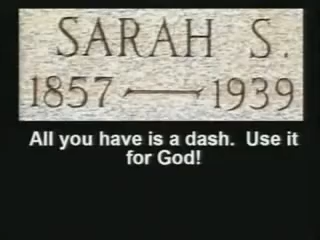 SARAH S.
1857 — 1939
All you have is a dash. Use it
for God!